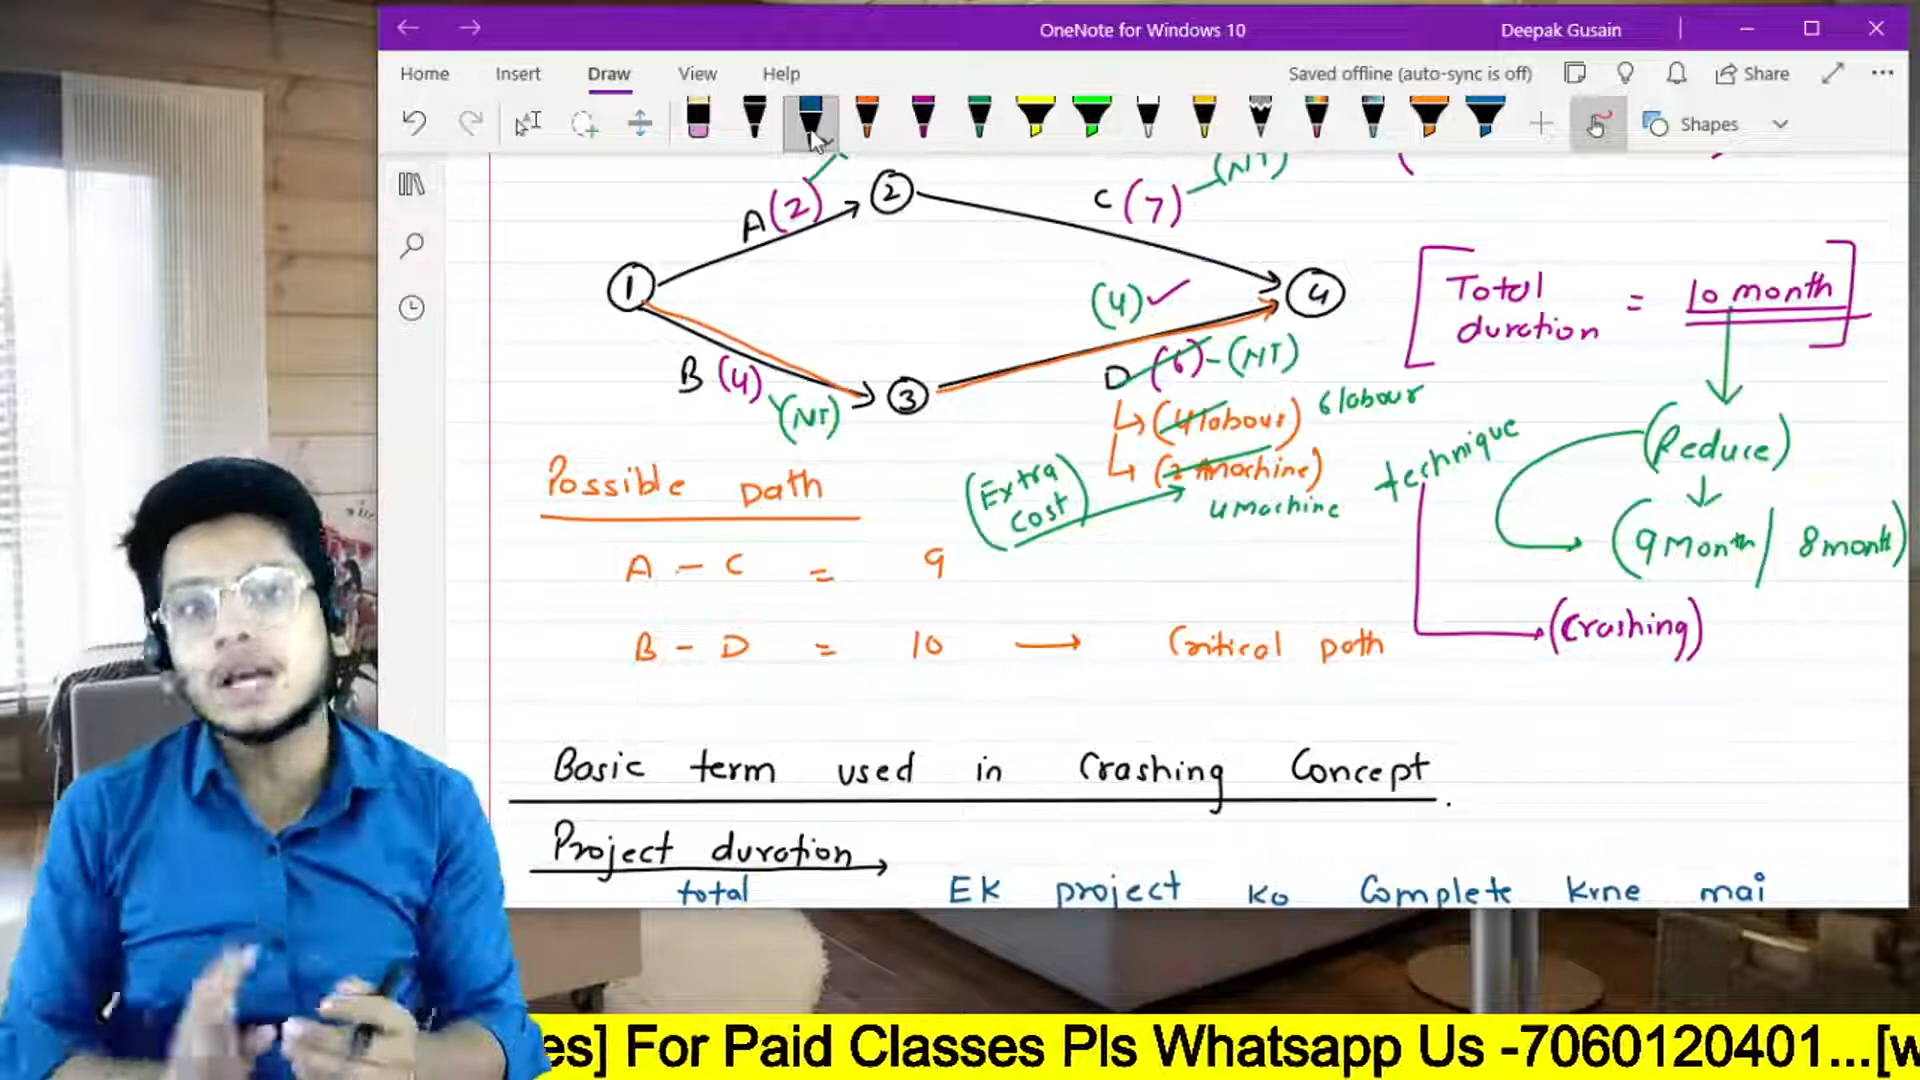 OneNote for Windows 10
Deepak Gusain
Home Insert Draw View Help
Saved offline (auto-sync is off)
Share
Shapes
(NT)
A (2)
2
C (7)
1
4
(4)
Total duration = 10 month
B (4)
(NT)
3
D (6) - (NT)
(4 labour) 6 labour
(2 machine)
4 machine
(Extra Cost)
technique
(Reduce)
(9 Month / 8 month)
(Crashing)
Possible path
A - C = 9
B - D = 10 → Critical path
Basic term used in Crashing Concept.
Project duration
total EK project ko Complete krne mai
es] For Paid Classes Pls Whatsapp Us -7060120401...[w